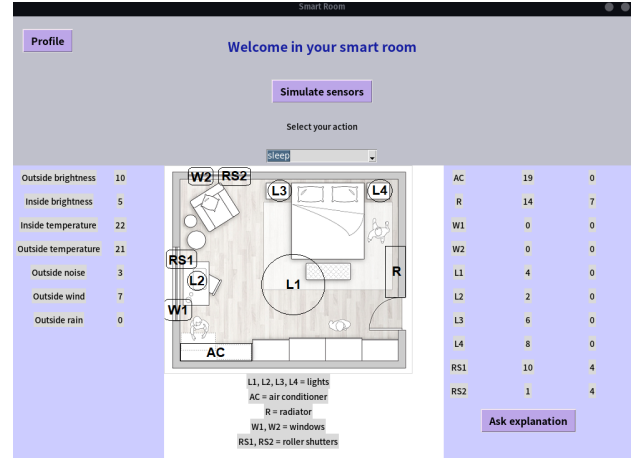 Smart Room
Profile
Welcome in your smart room
Simulate sensors
Select your action
sleep
Outside brightness 10
Inside brightness 5
Inside temperature 22
Outside temperature 21
Outside noise 3
Outside wind 7
Outside rain 0
W2 RS2
L3 L4
RS1
L2 L1 R
W1
AC
L1, L2, L3, L4 = lights
AC = air conditioner
R = radiator
W1, W2 = windows
RS1, RS2 = roller shutters
AC 19 0
R 14 7
W1 0 0
W2 0 0
L1 4 0
L2 2 0
L3 6 0
L4 8 0
RS1 10 4
RS2 1 4
Ask explanation